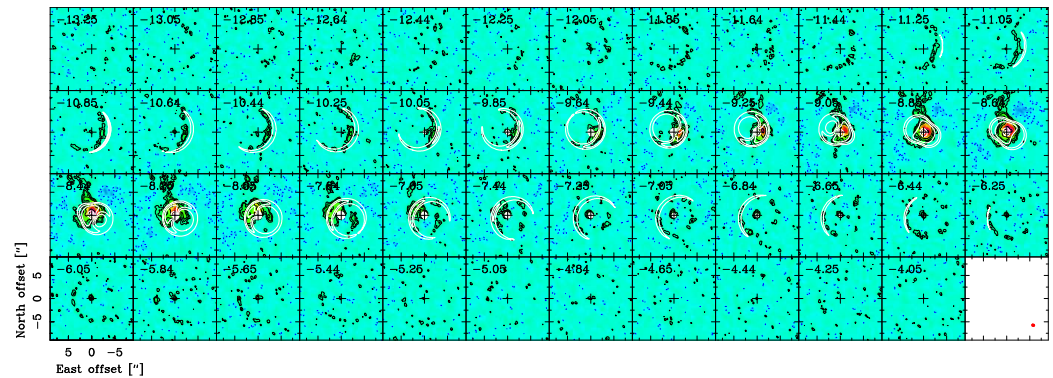 −13.25 −13.05 −12.85 −12.64 −12.44 −12.25 −12.05 −11.85 −11.64 −11.44 −11.25 −11.05
−10.85 −10.64 −10.44 −10.25 −10.05 −9.85 −9.64 −9.44 −9.25 −9.05 −8.85 −8.64
−8.05 −7.84 −7.65 −7.44 −7.25 −7.05 −6.84 −6.65 −6.44 −6.25
−6.05 −5.84 −5.65 −5.44 −5.25 −5.05 −4.84 −4.65 −4.44 −4.25 −4.05
North offset ["]
5
0
−5
5 0 −5
East offset ["]